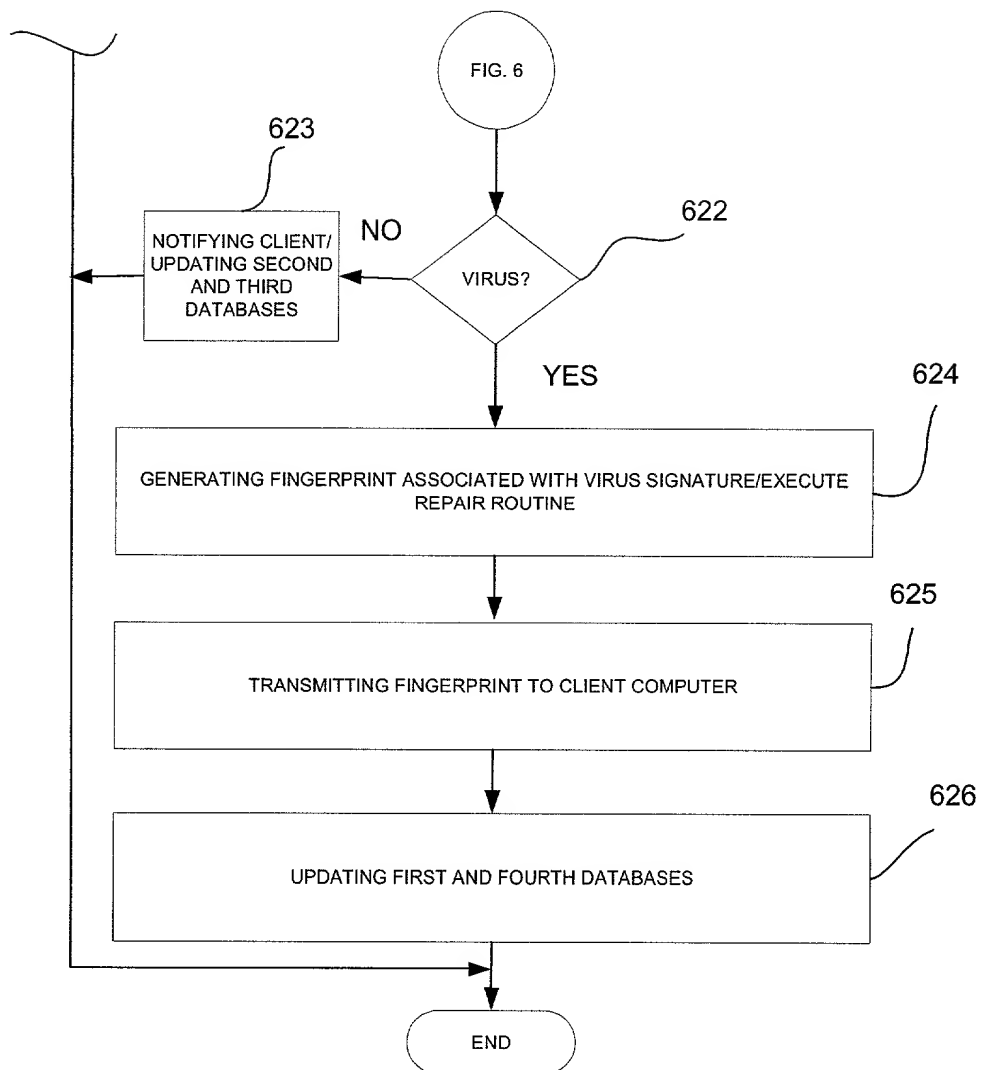 FIG. 6
623
622
NO
NOTIFYING CLIENT/
UPDATING SECOND
AND THIRD
DATABASES
VIRUS?
YES
624
GENERATING FINGERPRINT ASSOCIATED WITH VIRUS SIGNATURE/EXECUTE
REPAIR ROUTINE
625
TRANSMITTING FINGERPRINT TO CLIENT COMPUTER
626
UPDATING FIRST AND FOURTH DATABASES
END